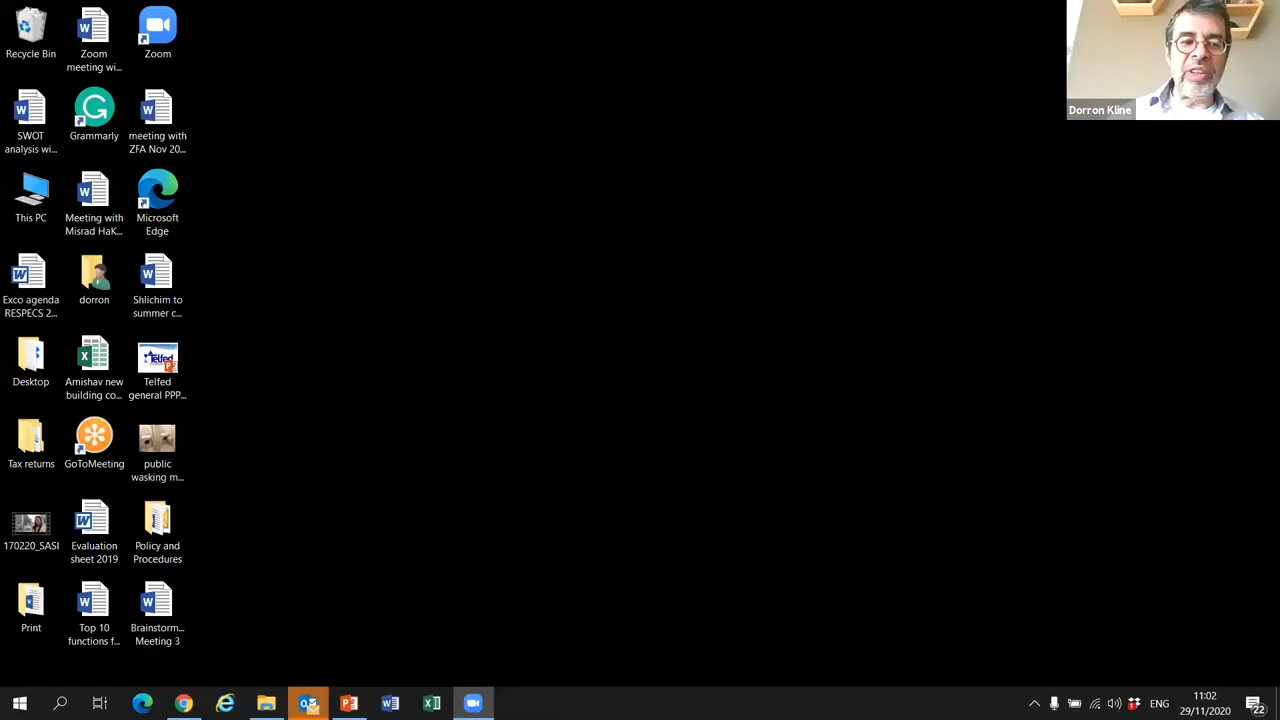 Recycle Bin
Zoom
meeting wi...
Zoom
SWOT
analysis wi...
Grammarly
meeting with
ZFA Nov 20...
This PC
Meeting with
Misrad HaK...
Microsoft
Edge
Exco agenda
RESPECS 2...
dorron
Shlichim to
summer c...
Desktop
Amishav new
building co...
Telfed
Telfed
general PPP...
Tax returns
GoToMeeting
public
wasking m...
170220_SASI
Evaluation
sheet 2019
Policy and
Procedures
Print
Top 10
functions f...
Brainstorm...
Meeting 3
Dorron Kline
ENG
11:02
29/11/2020
22